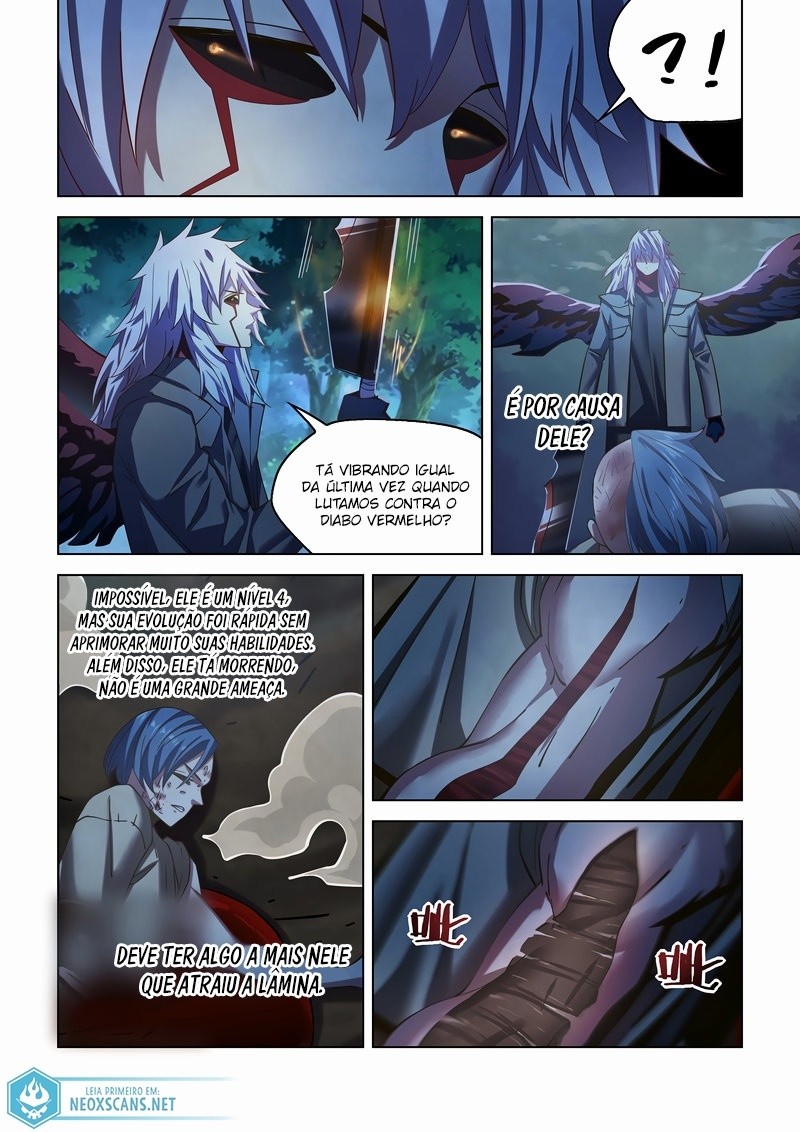 ?!
TÁ VIBRANDO IGUAL
DA ÚLTIMA VEZ QUANDO
LUTAMOS CONTRA O
DIABO VERMELHO?
É POR CAUSA
DELE?
IMPOSSÍVEL, ELE É UM NÍVEL 4,
MAS SUA EVOLUÇÃO FOI RÁPIDA SEM
APRIMORAR MUITO SUAS HABILIDADES.
ALÉM DISSO, ELE TÁ MORRENDO,
NÃO É UMA GRANDE AMEAÇA.
DEVE TER ALGO A MAIS NELE
QUE ATRAIU A LÂMINA.
呲
呲
LEIA PRIMEIRO EM:
NEOXSCANS.NET